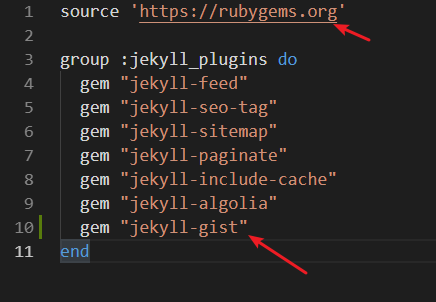 1 source 'https://rubygems.org'
2
3 group :jekyll_plugins do
4 gem "jekyll-feed"
5 gem "jekyll-seo-tag"
6 gem "jekyll-sitemap"
7 gem "jekyll-paginate"
8 gem "jekyll-include-cache"
9 gem "jekyll-algolia"
10 gem "jekyll-gist"
11 end